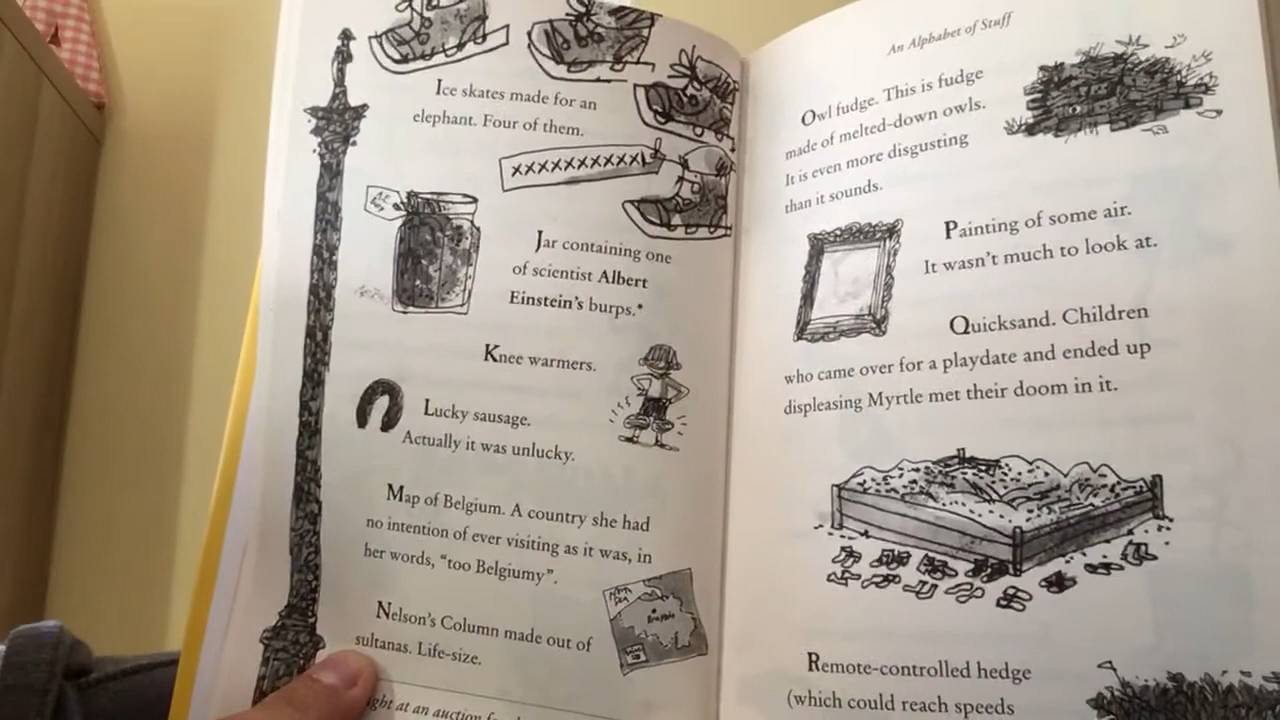 Ice skates made for an
elephant. Four of them.
XXXXXXXXXX
Jar containing one
of scientist Albert
Einstein's burps.*
Knee warmers.
Lucky sausage.
Actually it was unlucky.
Map of Belgium. A country she had
no intention of ever visiting as it was, in
her words, "too Belgiumy".
Nelson's Column made out of
sultanas. Life-size.
at an auction
An Alphabet of Stuff
Owl fudge. This is fudge
made of melted-down owls.
It is even more disgusting
than it sounds.
Painting of some air.
It wasn't much to look at.
Quicksand. Children
who came over for a playdate and ended up
displeasing Myrtle met their doom in it.
Remote-controlled hedge
(which could reach speeds